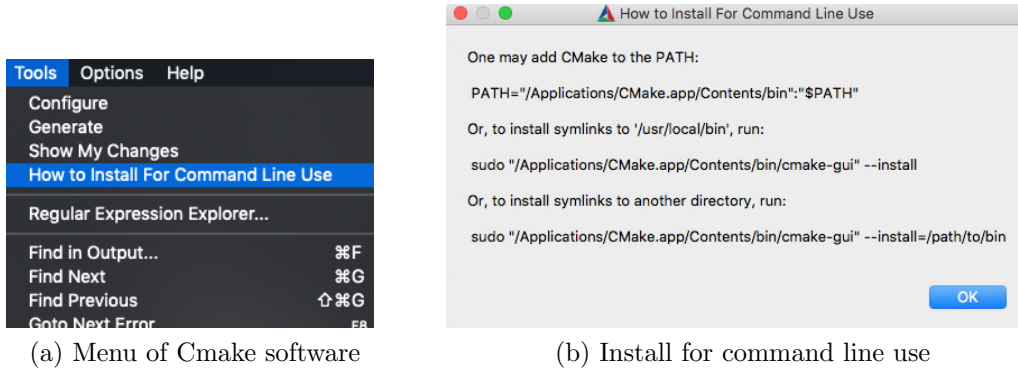 Tools Options Help
Configure
Generate
Show My Changes
How to Install For Command Line Use
Regular Expression Explorer...
Find in Output... ⌘F
Find Next ⌘G
Find Previous ⇧⌘G
Goto Next Error F8
(a) Menu of Cmake software
How to Install For Command Line Use
One may add CMake to the PATH:
PATH="/Applications/CMake.app/Contents/bin":"$PATH"
Or, to install symlinks to '/usr/local/bin', run:
sudo "/Applications/CMake.app/Contents/bin/cmake-gui" --install
Or, to install symlinks to another directory, run:
sudo "/Applications/CMake.app/Contents/bin/cmake-gui" --install=/path/to/bin
OK
(b) Install for command line use